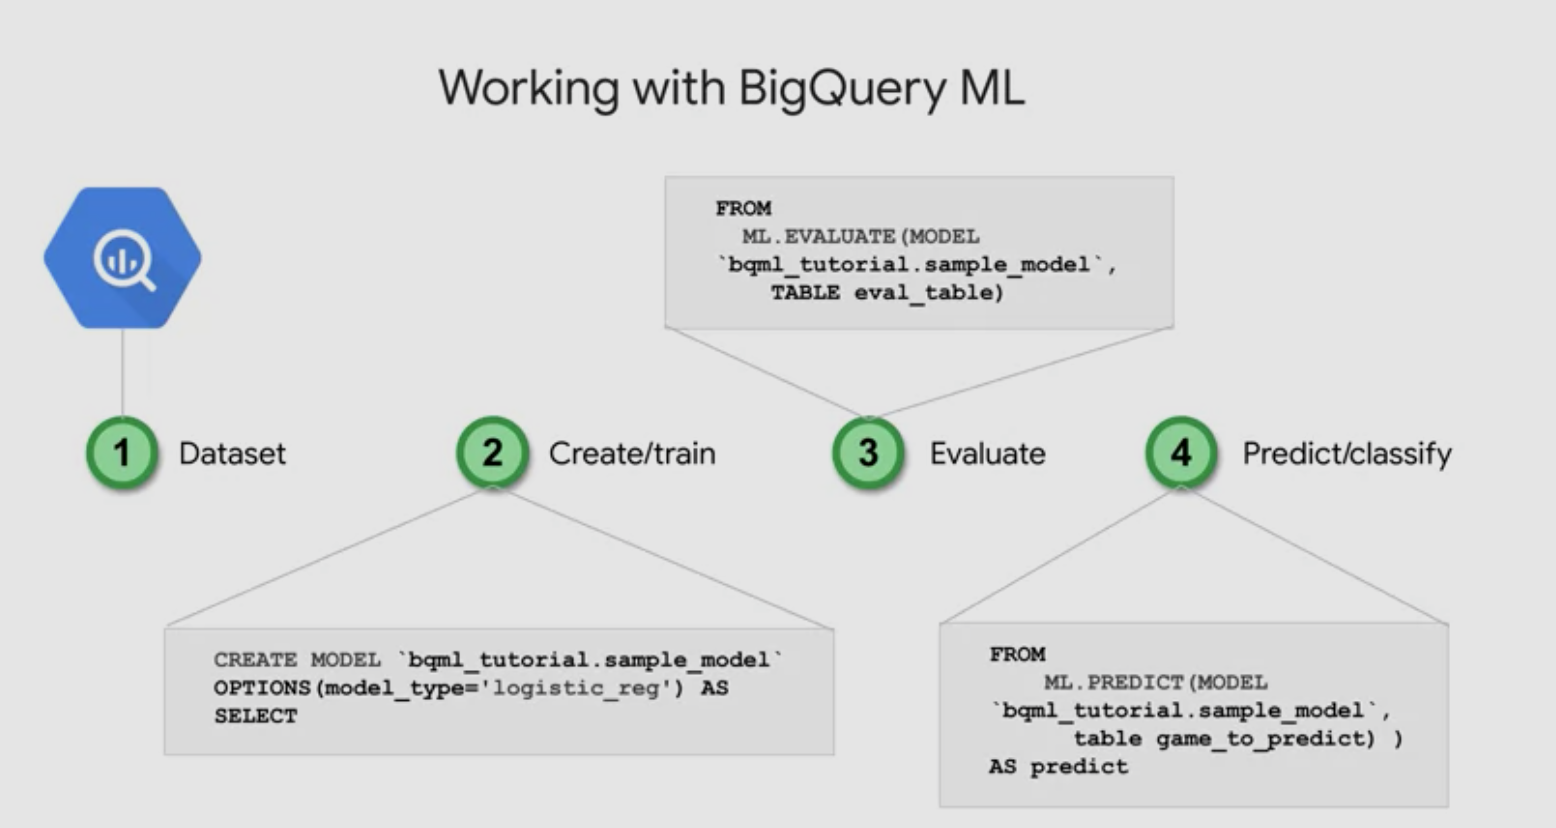 Working with BigQuery ML
FROM
ML.EVALUATE(MODEL
`bqml_tutorial.sample_model`,
TABLE eval_table)
1 Dataset
2 Create/train
3 Evaluate
4 Predict/classify
CREATE MODEL `bqml_tutorial.sample_model`
OPTIONS(model_type='logistic_reg') AS
SELECT
FROM
ML.PREDICT(MODEL
`bqml_tutorial.sample_model`,
table game_to_predict) )
AS predict